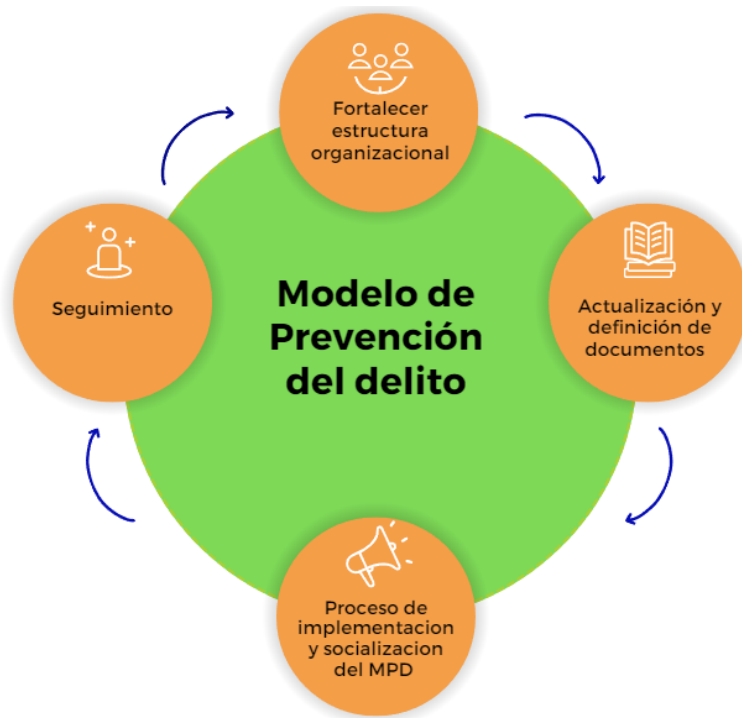 Fortalecer
estructura
organizacional
Seguimiento
Modelo de
Prevención
del delito
Actualización y
definición de
documentos
Proceso de
implementacion
y socializacion
del MPD